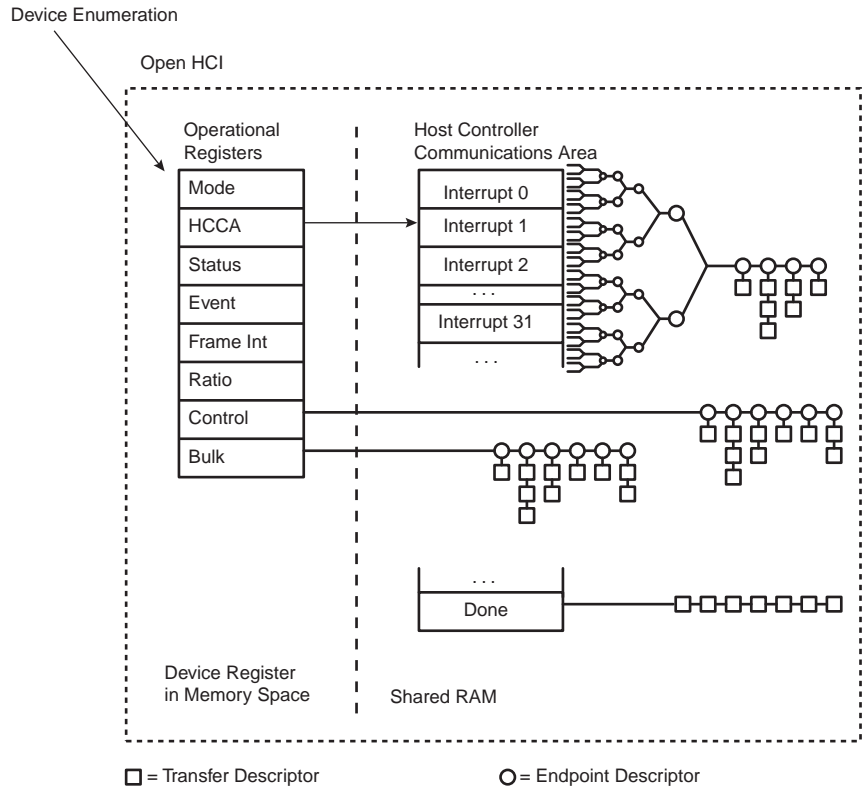 Device Enumeration
Open HCI
Operational
Registers
Mode
HCCA
Status
Event
Frame Int
Ratio
Control
Bulk
Host Controller
Communications Area
Interrupt 0
Interrupt 1
Interrupt 2
. . .
Interrupt 31
. . .
. . .
Done
Device Register
in Memory Space
Shared RAM
= Transfer Descriptor
= Endpoint Descriptor